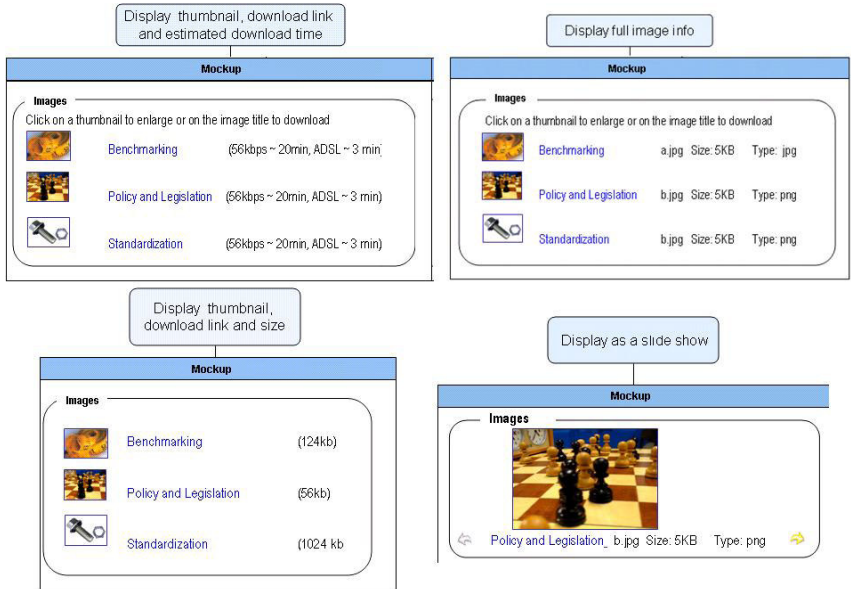 Display thumbnail, download link
and estimated download time
Mockup
Images
Click on a thumbnail to enlarge or on the image title to download
Benchmarking (56kbps ~ 20min, ADSL ~ 3 min)
Policy and Legislation (56kbps ~ 20min, ADSL ~ 3 min)
Standardization (56kbps ~ 20min, ADSL ~ 3 min)
Display full image info
Mockup
Images
Click on a thumbnail to enlarge or on the image title to download
Benchmarking a.jpg Size: 5KB Type: jpg
Policy and Legislation b.jpg Size: 5KB Type: png
Standardization b.jpg Size: 5KB Type: png
Display thumbnail,
download link and size
Mockup
Images
Benchmarking (124kb)
Policy and Legislation (56kb)
Standardization (1024 kb
Display as a slide show
Mockup
Images
Policy and Legislation b.jpg Size: 5KB Type: png